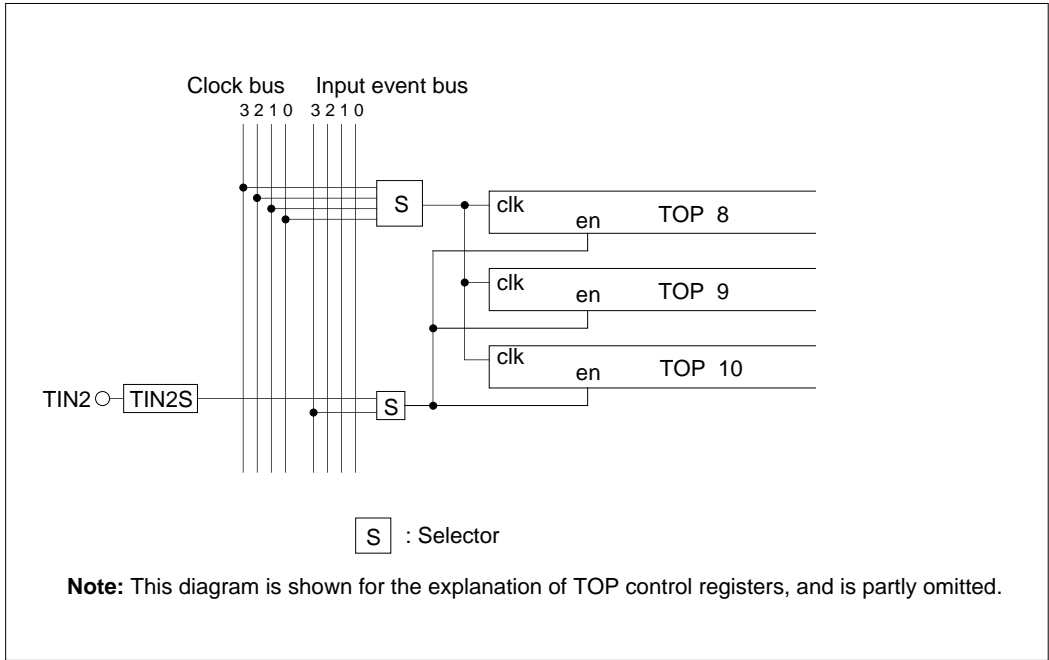 Clock bus Input event bus
3 2 1 0 3 2 1 0
S
clk
en
TOP 8
clk
en
TOP 9
clk
en
TOP 10
TIN2 TIN2S
S
S : Selector
Note: This diagram is shown for the explanation of TOP control registers, and is partly omitted.